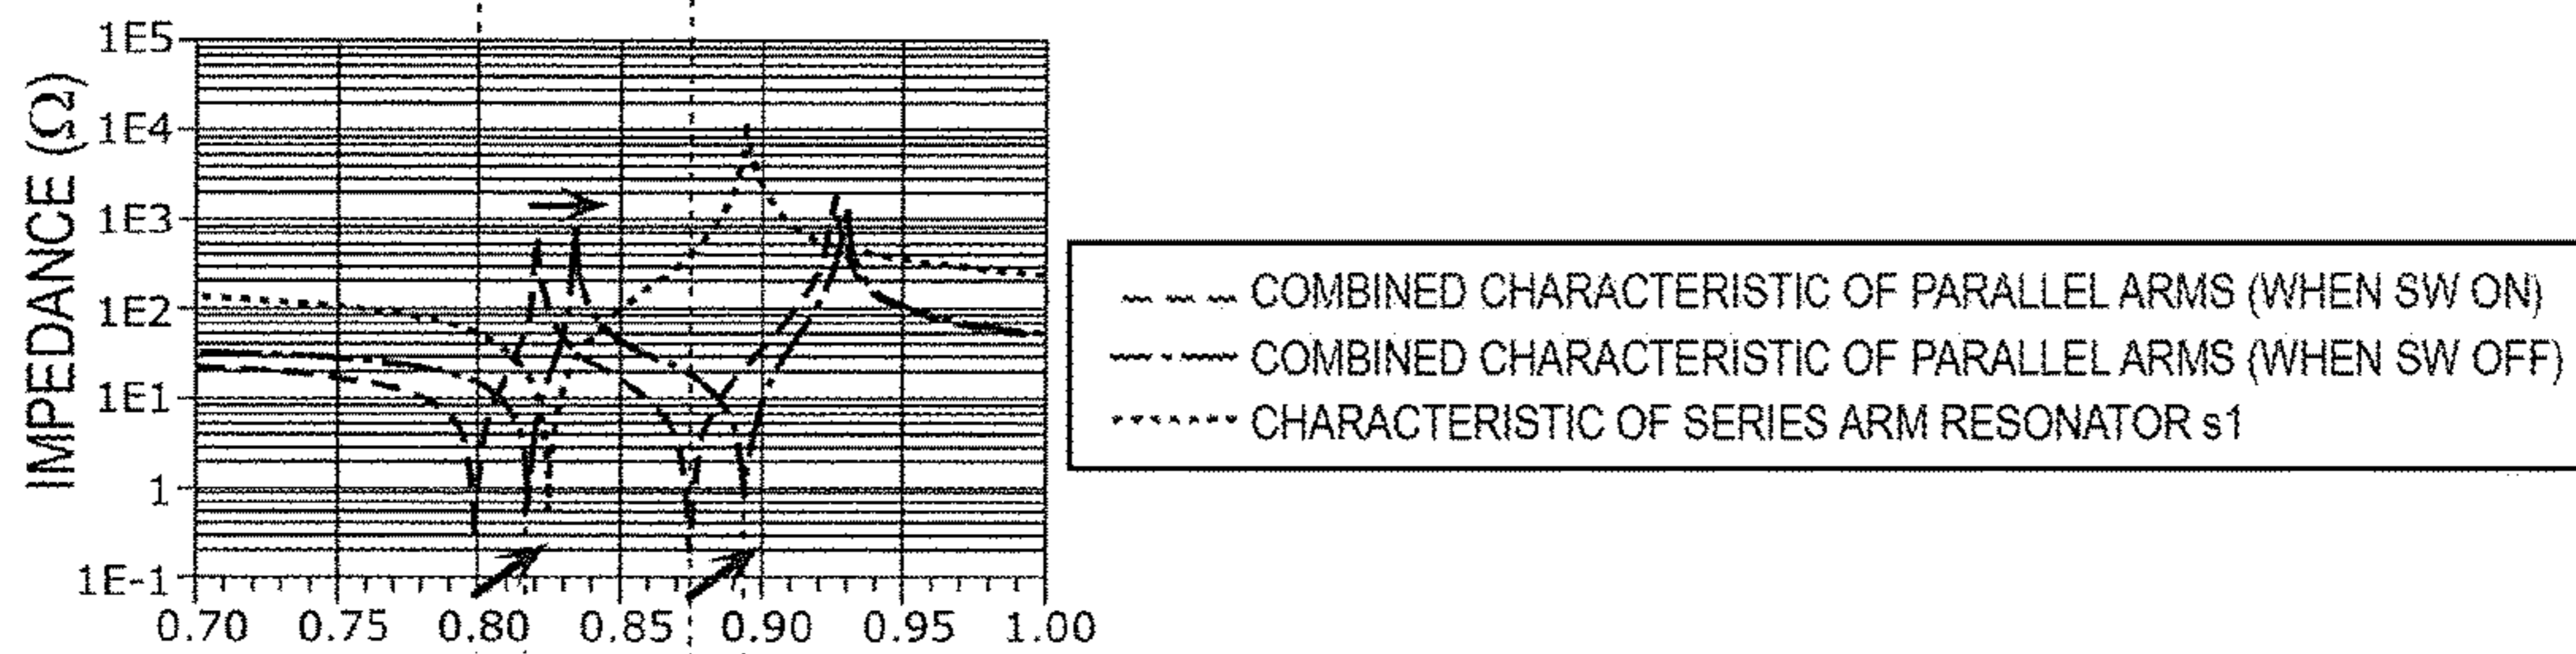 IMPEDANCE (Ω)
1E5
1E4
1E3
1E2
1E1
1
1E-1
0.70 0.75 0.80 0.85 0.90 0.95 1.00
COMBINED CHARACTERISTIC OF PARALLEL ARMS (WHEN SW ON)
COMBINED CHARACTERISTIC OF PARALLEL ARMS (WHEN SW OFF)
CHARACTERISTIC OF SERIES ARM RESONATOR s1